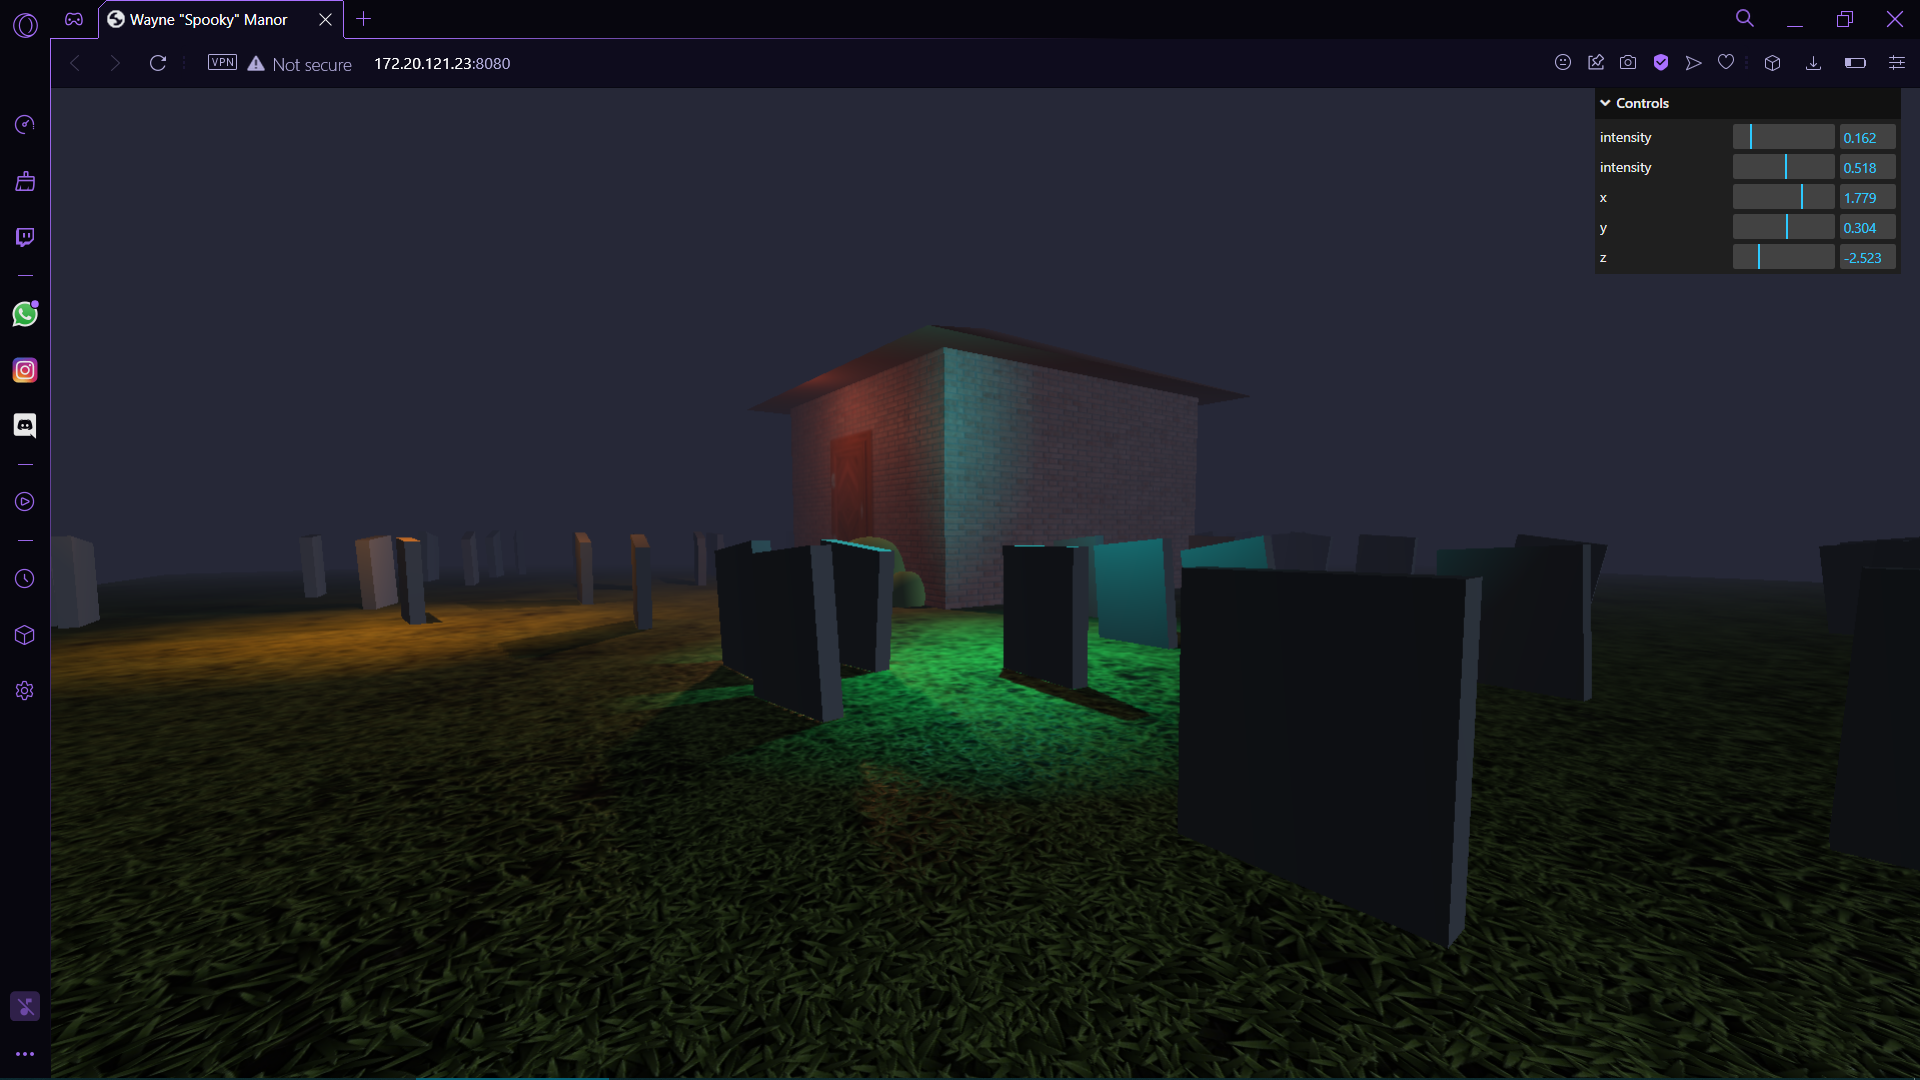 Wayne "Spooky" Manor
VPN
Not secure
172.20.121.23:8080
Controls
intensity 0.162
intensity 0.518
x 1.779
y 0.304
z -2.523